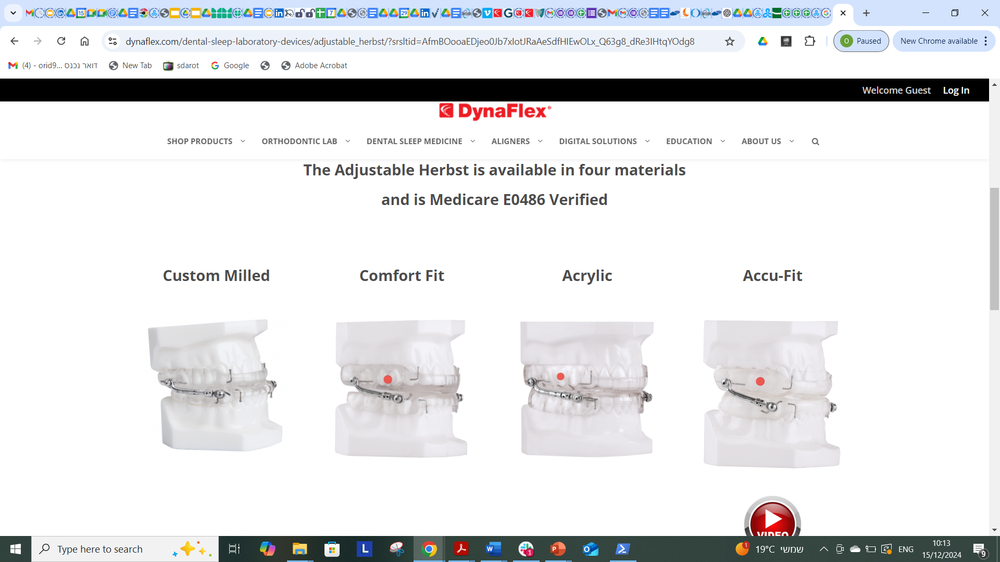 dynaflex.com/dental-sleep-laboratory-devices/adjustable_herbst/?srsltid=AfmBOooaEDjeo0Jb7xIotJRaAeSdfHIEwOLx_Q63g8_dRe3IHtqYOdg8
O
Paused
New Chrome available
(4) - orid9... דואר נכנס
New Tab
sdarot
Google
Adobe Acrobat
Welcome Guest
Log In
DynaFlex®
SHOP PRODUCTS
ORTHODONTIC LAB
DENTAL SLEEP MEDICINE
ALIGNERS
DIGITAL SOLUTIONS
EDUCATION
ABOUT US
The Adjustable Herbst is available in four materials
and is Medicare E0486 Verified
Custom Milled
Comfort Fit
Acrylic
Accu-Fit
VIDEO
Type here to search
L
1
19°C שמשי
ENG
10:13
15/12/2024
9